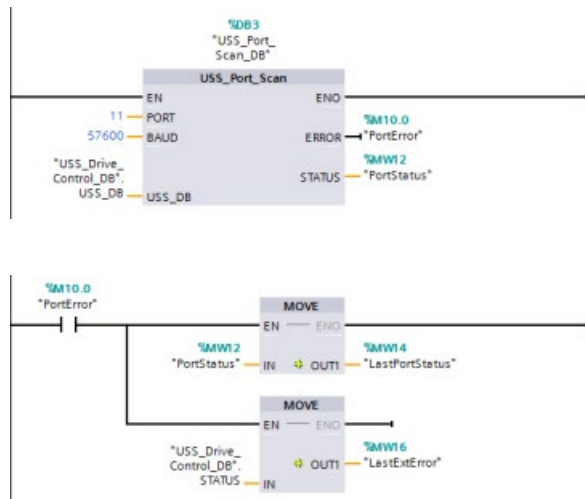 %DB3
"USS_Port_
Scan_DB"
USS_Port_Scan
EN ENO
11 PORT
%M10.0
57600 BAUD ERROR "PortError"
%MW12
"USS_Drive_
Control_DB".
STATUS "PortStatus"
USS_DB USS_DB
%M10.0
"PortError"
MOVE
EN ENO
%MW12 %MW14
"PortStatus" IN OUT1 "LastPortStatus"
MOVE
EN ENO
%MW16
"USS_Drive_
Control_DB".
OUT1 "LastExtError"
STATUS IN